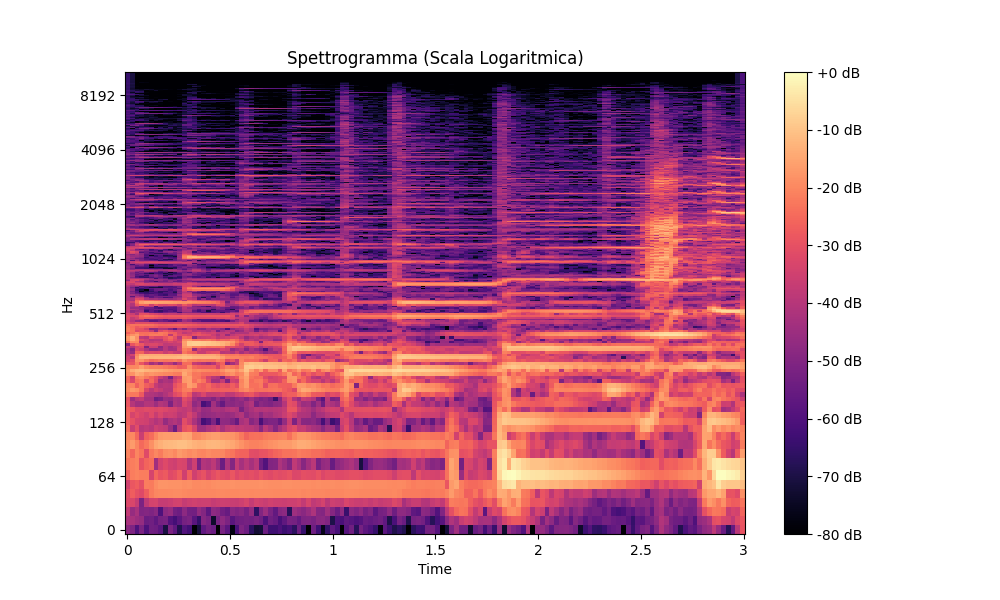 Spettrogramma (Scala Logaritmica)
8192
4096
2048
1024
512
256
128
64
0
Hz
0
0.5
1
1.5
2
2.5
3
Time
+0 dB
-10 dB
-20 dB
-30 dB
-40 dB
-50 dB
-60 dB
-70 dB
-80 dB